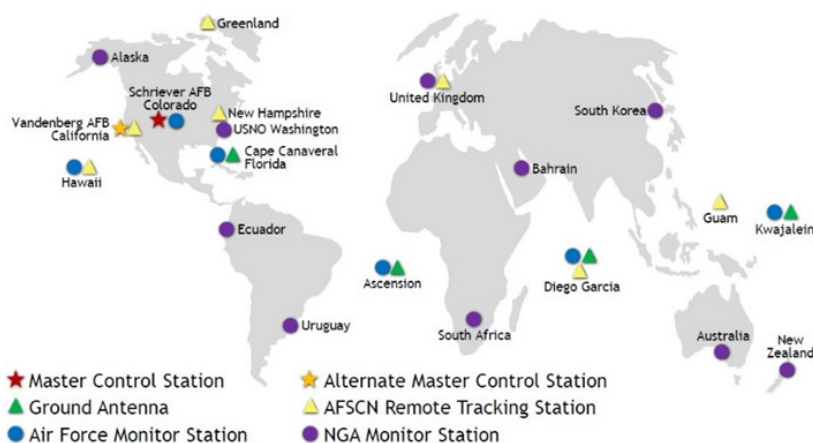 Greenland
Alaska
Schriever AFB
Colorado
Vandenberg AFB
California
New Hampshire
USNO Washington
Cape Canaveral
Florida
Hawaii
United Kingdom
South Korea
Bahrain
Guam
Kwajalein
Ecuador
Ascension
Diego Garcia
Uruguay
South Africa
Australia
New
Zealand
Master Control Station
Alternate Master Control Station
Ground Antenna
AFSCN Remote Tracking Station
Air Force Monitor Station
NGA Monitor Station